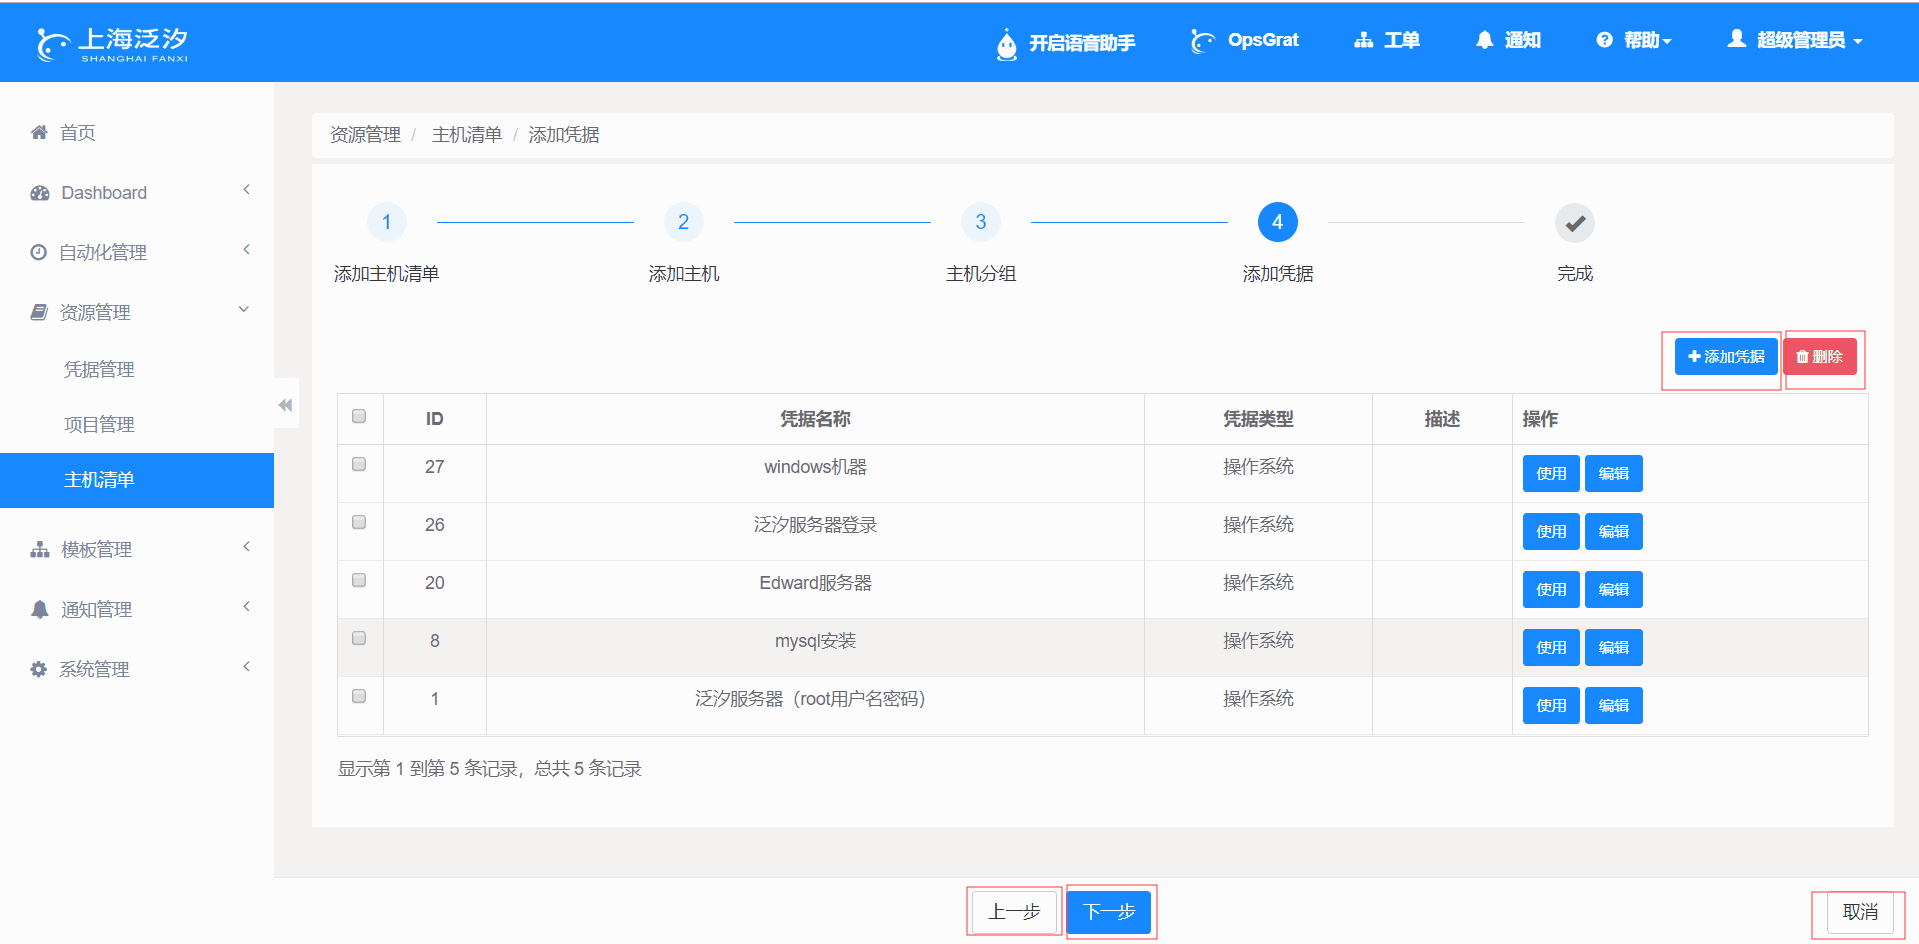 上海泛汐
SHANGHAI FANXI
开启语音助手
OpsGrat
工单
通知
帮助
超级管理员
首页
Dashboard
自动化管理
资源管理
凭据管理
项目管理
主机清单
模板管理
通知管理
系统管理
资源管理 / 主机清单 / 添加凭据
1 2 3 4
添加主机清单 添加主机 主机分组 添加凭据 完成
添加凭据 删除
ID 凭据名称 凭据类型 描述 操作
27 windows机器 操作系统 使用 编辑
26 泛汐服务器登录 操作系统 使用 编辑
20 Edward服务器 操作系统 使用 编辑
8 mysql安装 操作系统 使用 编辑
1 泛汐服务器（root用户名密码） 操作系统 使用 编辑
显示第 1 到第 5 条记录，总共 5 条记录
上一步 下一步 取消